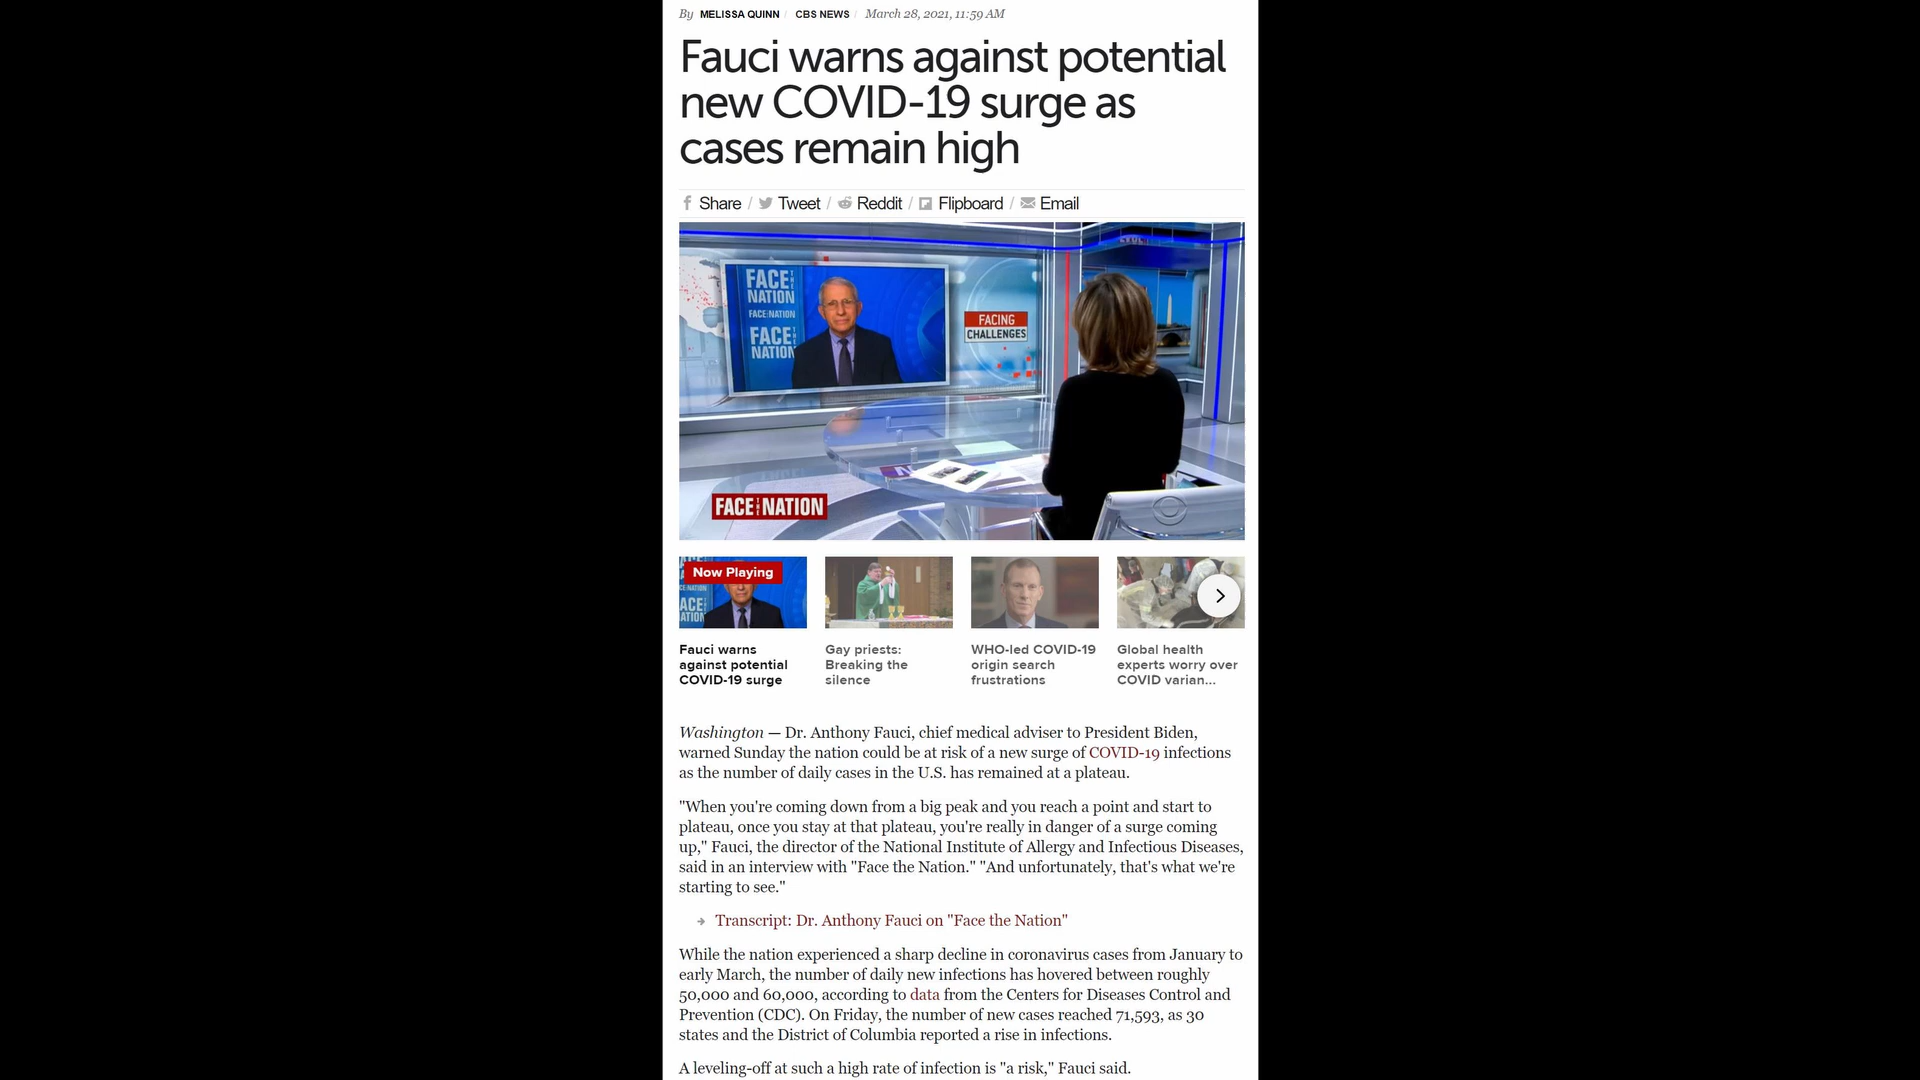 By MELISSA QUINN / CBS NEWS / March 28, 2021, 11:59 AM
Fauci warns against potential
new COVID-19 surge as
cases remain high
Share / Tweet / Reddit / Flipboard / Email
FACE THE NATION
FACE THE NATION
FACE THE NATION
FACING
CHALLENGES
FACE THE NATION
Now Playing
Fauci warns
against potential
COVID-19 surge
Gay priests:
Breaking the
silence
WHO-led COVID-19
origin search
frustrations
Global health
experts worry over
COVID varian...
Washington — Dr. Anthony Fauci, chief medical adviser to President Biden,
warned Sunday the nation could be at risk of a new surge of COVID-19 infections
as the number of daily cases in the U.S. has remained at a plateau.
"When you're coming down from a big peak and you reach a point and start to
plateau, once you stay at that plateau, you're really in danger of a surge coming
up," Fauci, the director of the National Institute of Allergy and Infectious Diseases,
said in an interview with "Face the Nation." "And unfortunately, that's what we're
starting to see."
Transcript: Dr. Anthony Fauci on "Face the Nation"
While the nation experienced a sharp decline in coronavirus cases from January to
early March, the number of daily new infections has hovered between roughly
50,000 and 60,000, according to data from the Centers for Diseases Control and
Prevention (CDC). On Friday, the number of new cases reached 71,593, as 30
states and the District of Columbia reported a rise in infections.
A leveling-off at such a high rate of infection is "a risk," Fauci said.